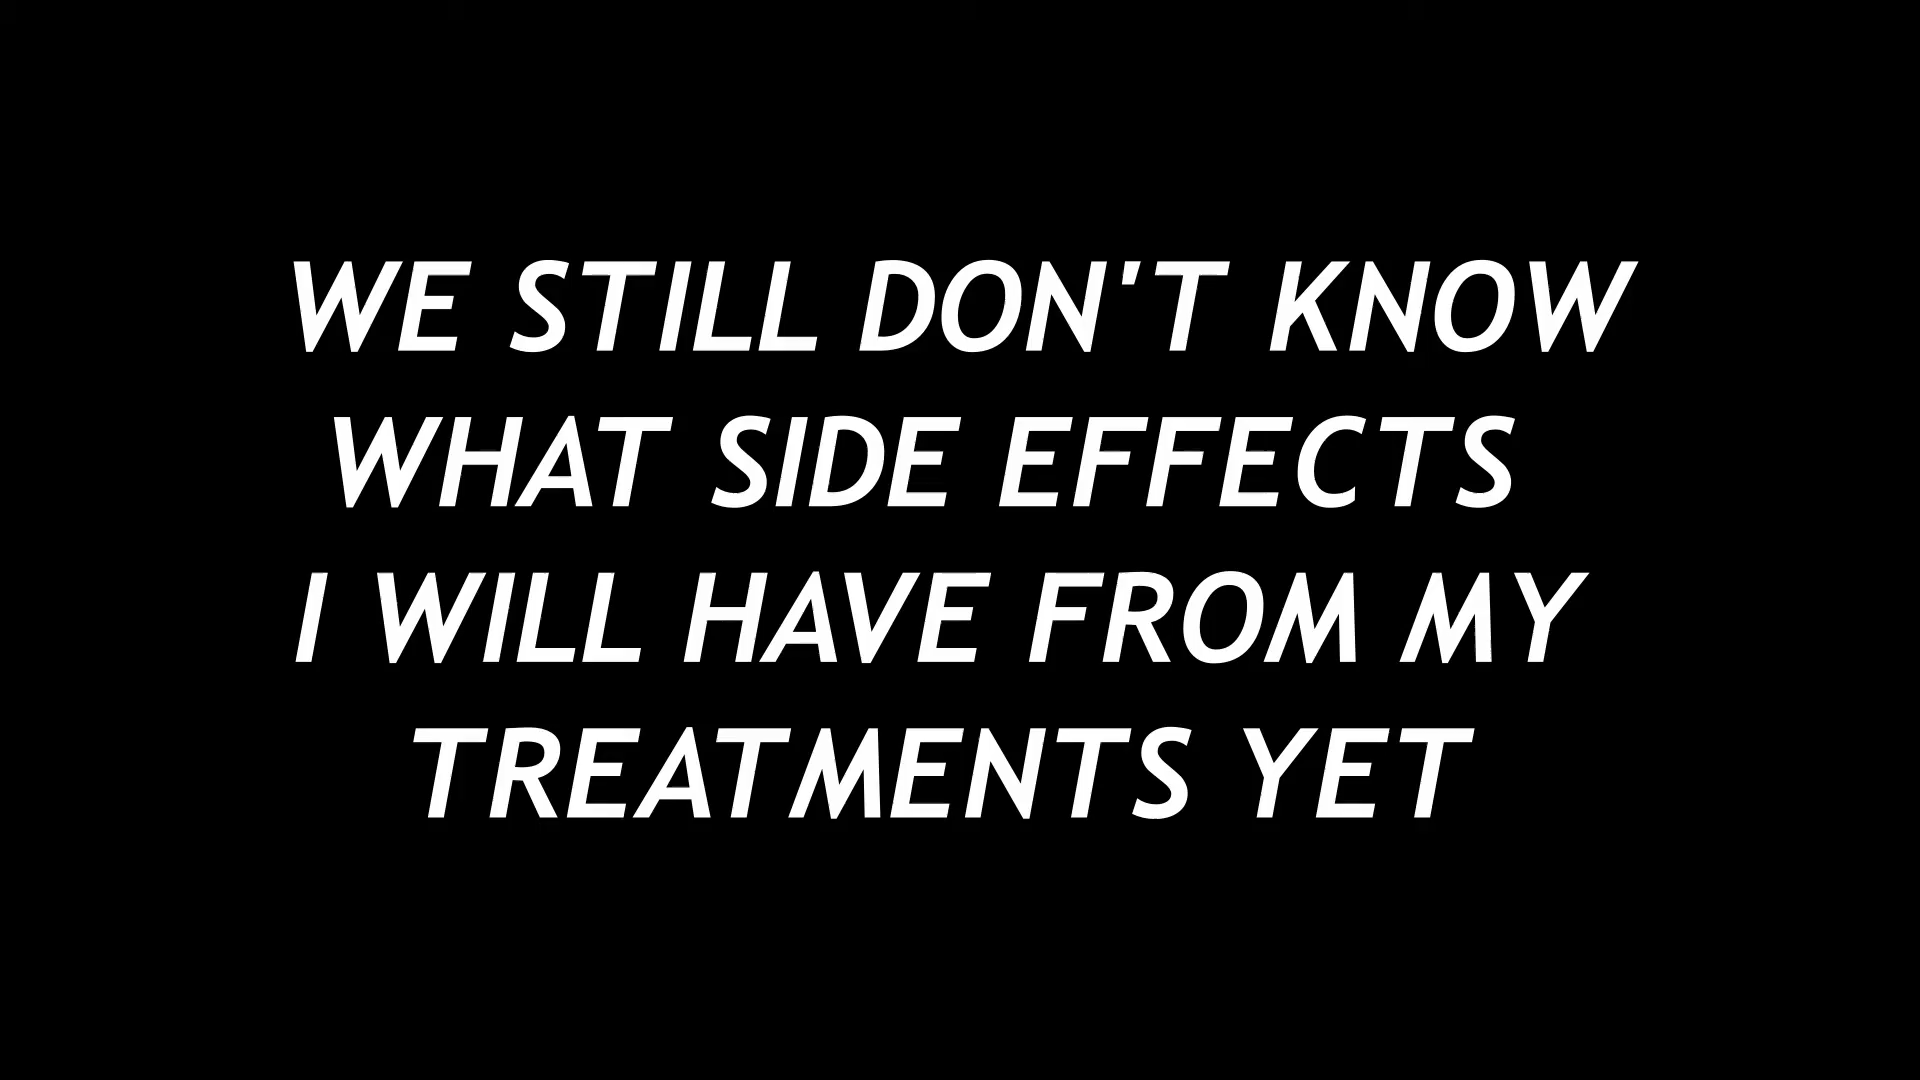 WE STILL DON'T KNOW
WHAT SIDE EFFECTS
I WILL HAVE FROM MY
TREATMENTS YET